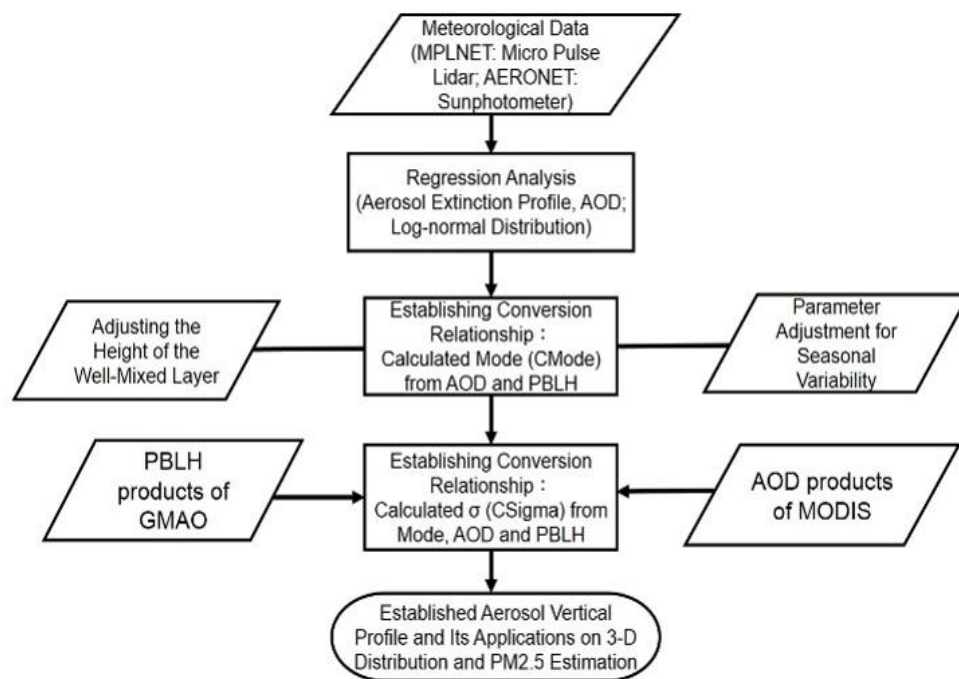 Meteorological Data
(MPLNET: Micro Pulse
Lidar; AERONET:
Sunphotometer)
Regression Analysis
(Aerosol Extinction Profile, AOD;
Log-normal Distribution)
Adjusting the
Height of the
Well-Mixed Layer
Establishing Conversion
Relationship：
Calculated Mode (CMode)
from AOD and PBLH
Parameter
Adjustment for
Seasonal
Variability
PBLH
products of
GMAO
Establishing Conversion
Relationship：
Calculated σ (CSigma) from
Mode, AOD and PBLH
AOD products
of MODIS
Established Aerosol Vertical
Profile and Its Applications on 3-D
Distribution and PM2.5 Estimation